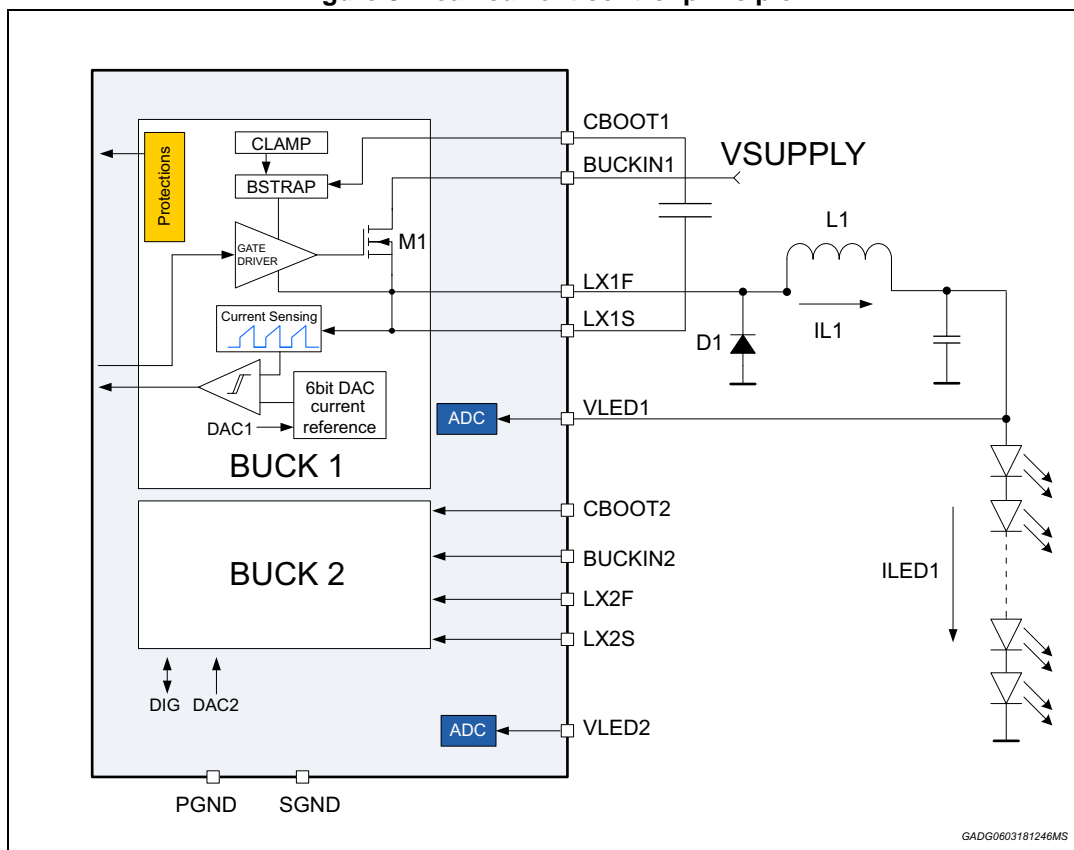 CBOOT1
BUCKIN1
VSUPPLY
Protections
CLAMP
BSTRAP
GATE
DRIVER
M1
L1
LX1F
LX1S
IL1
D1
Current Sensing
6bit DAC
current
reference
DAC1
BUCK 1
ADC
VLED1
CBOOT2
BUCKIN2
BUCK 2
LX2F
LX2S
ILED1
DIG
DAC2
ADC
VLED2
PGND
SGND
GADG0603181246MS